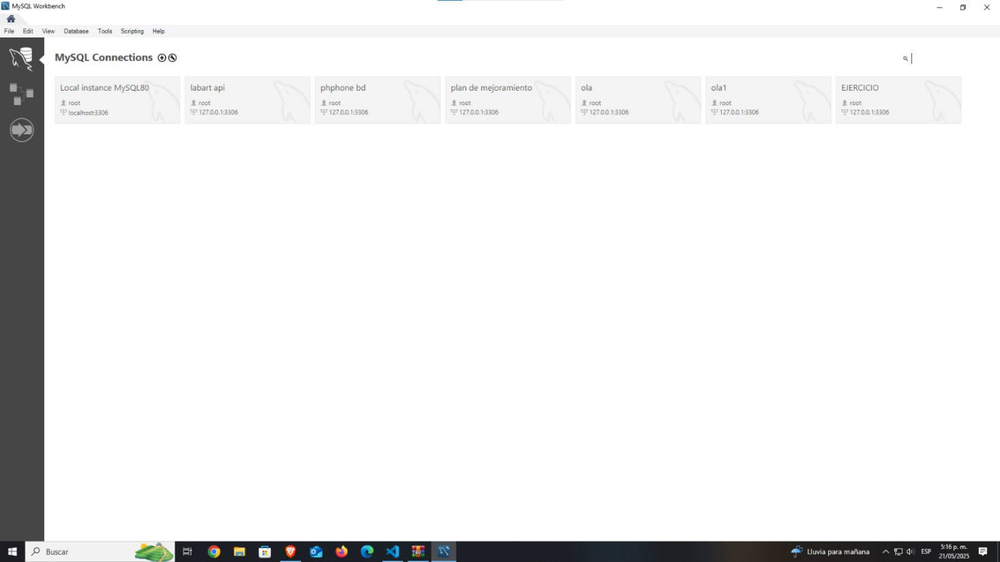 MySQL Workbench
File Edit View Database Tools Scripting Help
MySQL Connections
Local instance MySQL80
root
localhost:3306
labart api
root
127.0.0.1:3306
phphone bd
root
127.0.0.1:3306
plan de mejoramiento
root
127.0.0.1:3306
ola
root
127.0.0.1:3306
ola1
root
127.0.0.1:3306
EJERCICIO
root
127.0.0.1:3306
Buscar
Lluvia para mañana
ESP
5:16 p. m.
21/05/2025